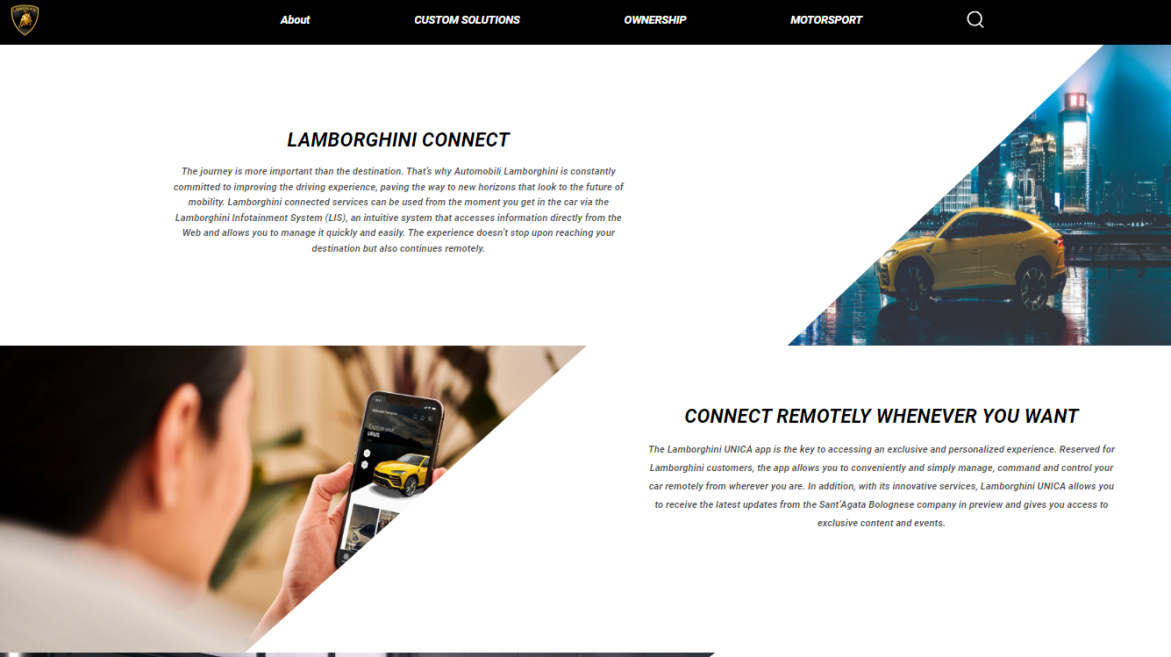 About
CUSTOM SOLUTIONS
OWNERSHIP
MOTORSPORT
LAMBORGHINI CONNECT
The journey is more important than the destination. That's why Automobili Lamborghini is constantly
committed to improving the driving experience, paving the way to new horizons that look to the future of
mobility. Lamborghini connected services can be used from the moment you get in the car via the
Lamborghini Infotainment System (LIS), an intuitive system that accesses information directly from the
Web and allows you to manage it quickly and easily. The experience doesn't stop upon reaching your
destination but also continues remotely.
Explore your
URUS
CONNECT REMOTELY WHENEVER YOU WANT
The Lamborghini UNICA app is the key to accessing an exclusive and personalized experience. Reserved for
Lamborghini customers, the app allows you to conveniently and simply manage, command and control your
car remotely from wherever you are. In addition, with its innovative services, Lamborghini UNICA allows you
to receive the latest updates from the Sant'Agata Bolognese company in preview and gives you access to
exclusive content and events.